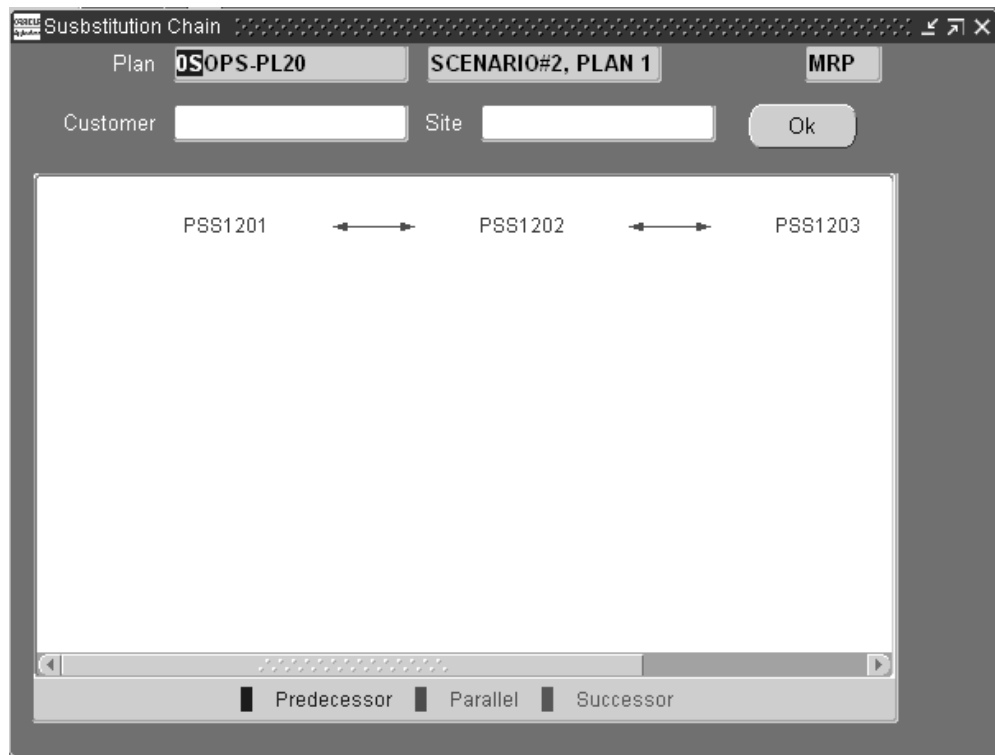 Susbstitution Chain
Plan 0SOPS-PL20 SCENARIO#2, PLAN 1 MRP
Customer Site Ok
PSS1201 PSS1202 PSS1203
Predecessor Parallel Successor